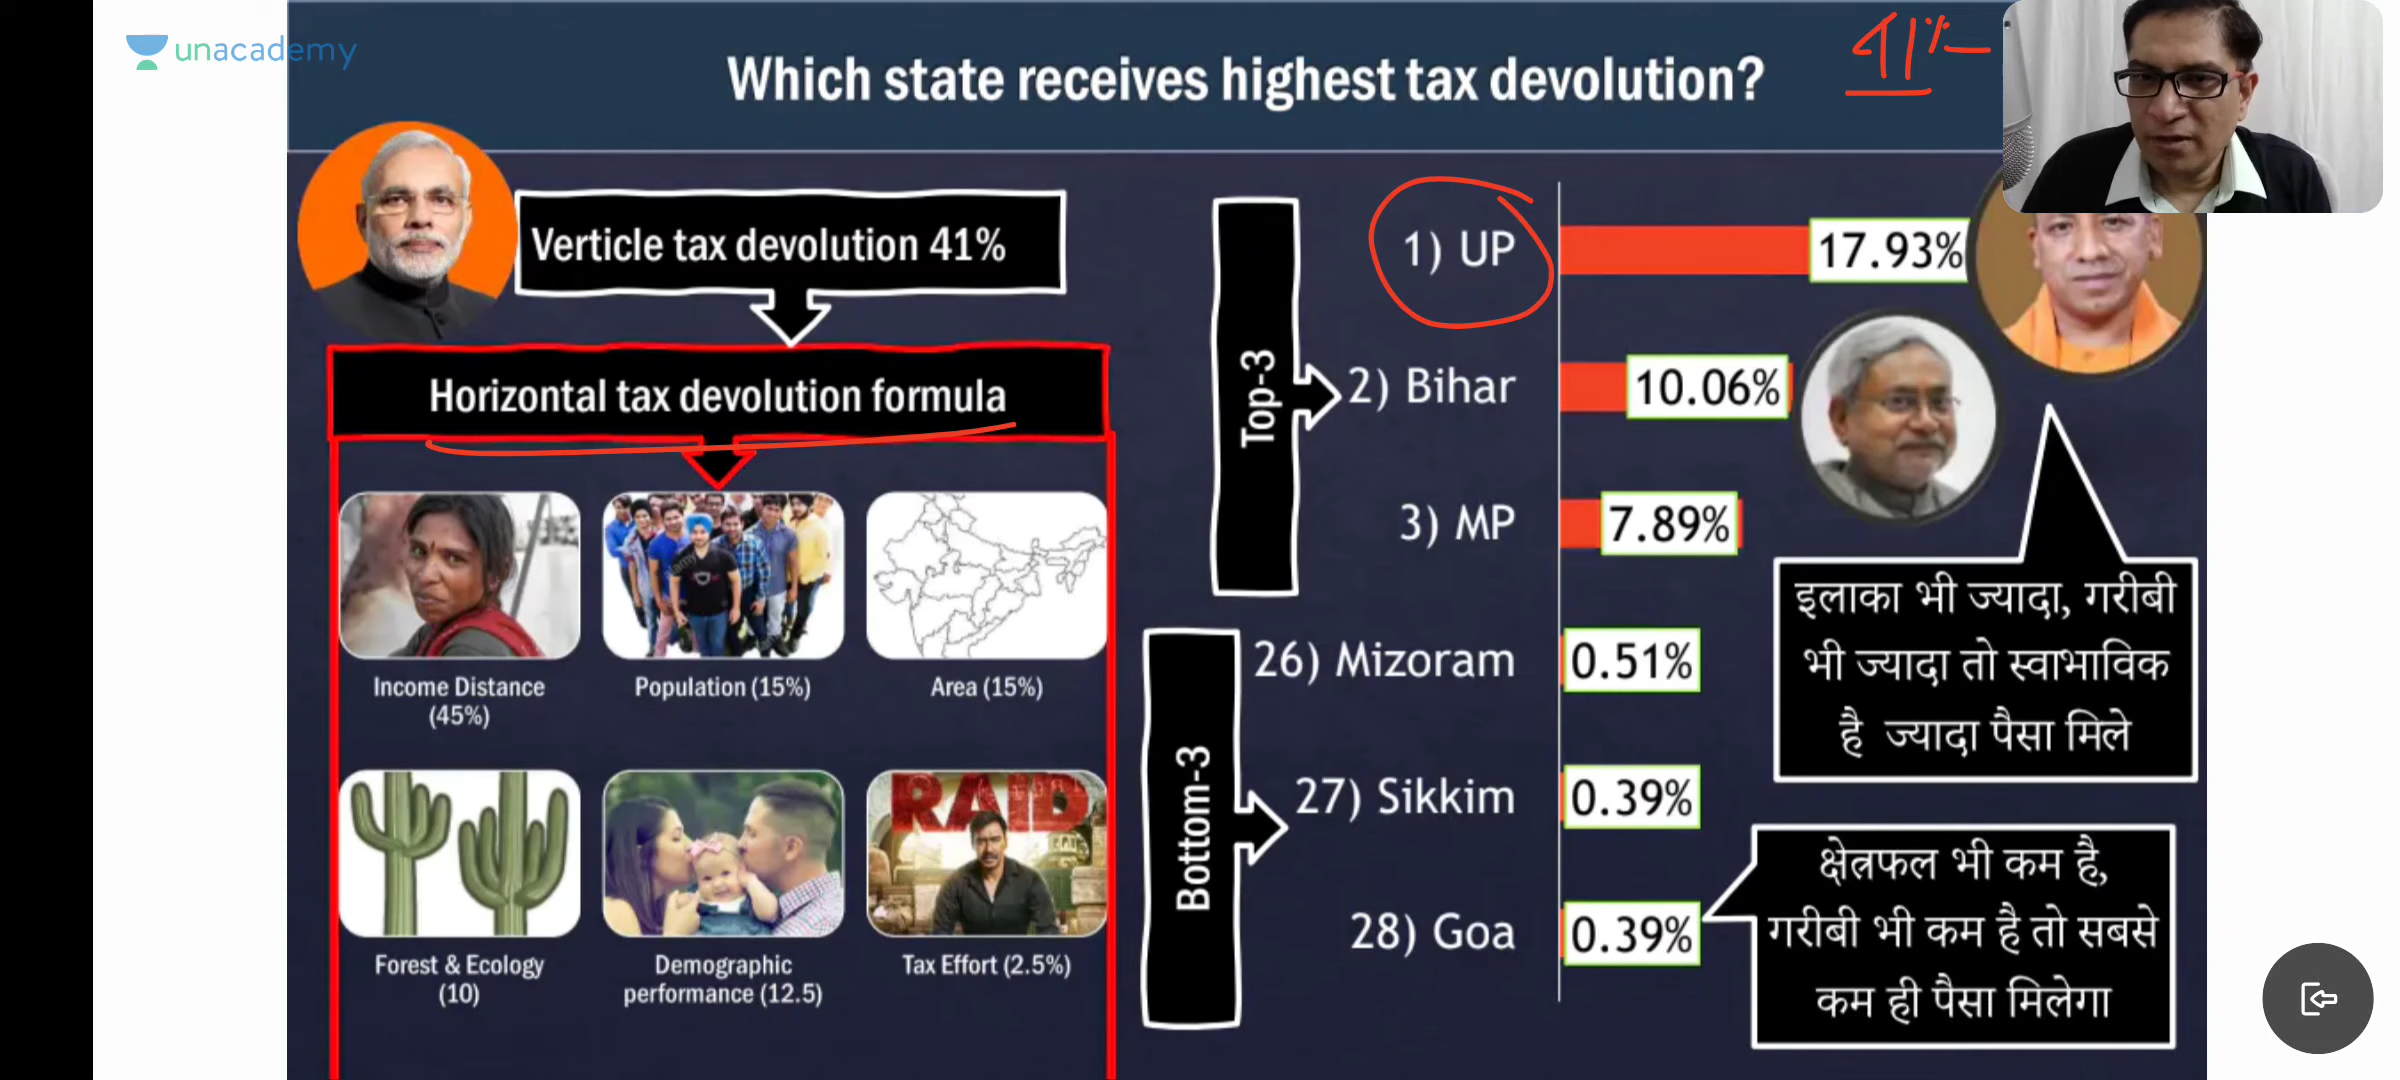 unacademy
Which state receives highest tax devolution?
41%
Verticle tax devolution 41%
Horizontal tax devolution formula
Income Distance
(45%)
Population (15%)
Area (15%)
RAID
Forest & Ecology
(10)
Demographic
performance (12.5)
Tax Effort (2.5%)
Top-3
1) UP
17.93%
2) Bihar
10.06%
3) MP
7.89%
Bottom-3
26) Mizoram
0.51%
27) Sikkim
0.39%
28) Goa
0.39%
इलाका भी ज्यादा, गरीबी
भी ज्यादा तो स्वाभाविक
है ज्यादा पैसा मिले
क्षेत्रफल भी कम है,
गरीबी भी कम है तो सबसे
कम ही पैसा मिलेगा